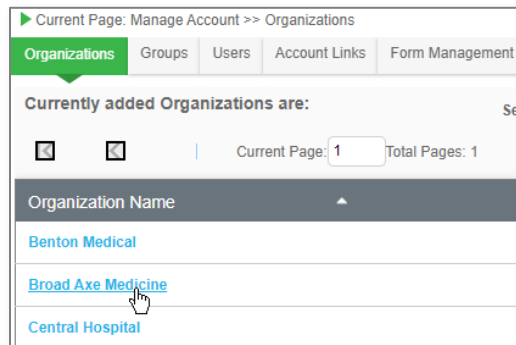 Current Page: Manage Account >> Organizations
Organizations Groups Users Account Links Form Management
Currently added Organizations are:
Current Page: 1 Total Pages: 1
Organization Name
Benton Medical
Broad Axe Medicine
Central Hospital